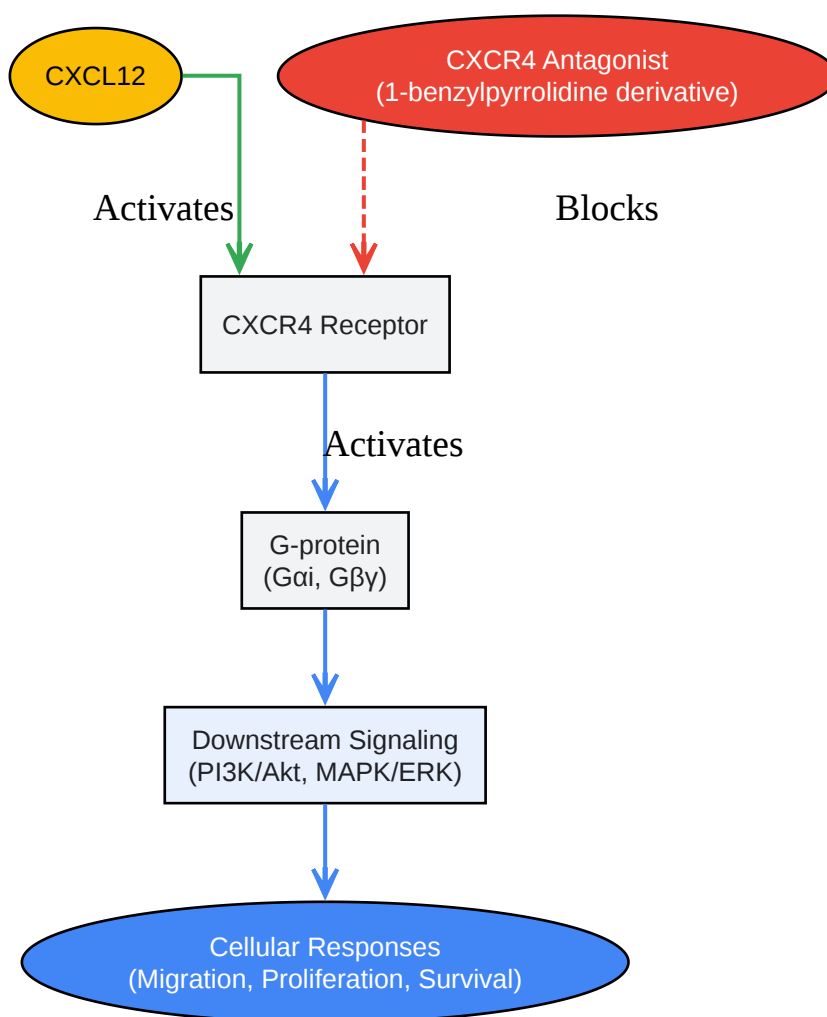 CXCL12
CXCR4 Antagonist
(1-benzylpyrrolidine derivative)
Activates
Blocks
CXCR4 Receptor
Activates
G-protein
(Gαi, Gβγ)
Downstream Signaling
(PI3K/Akt, MAPK/ERK)
Cellular Responses
(Migration, Proliferation, Survival)